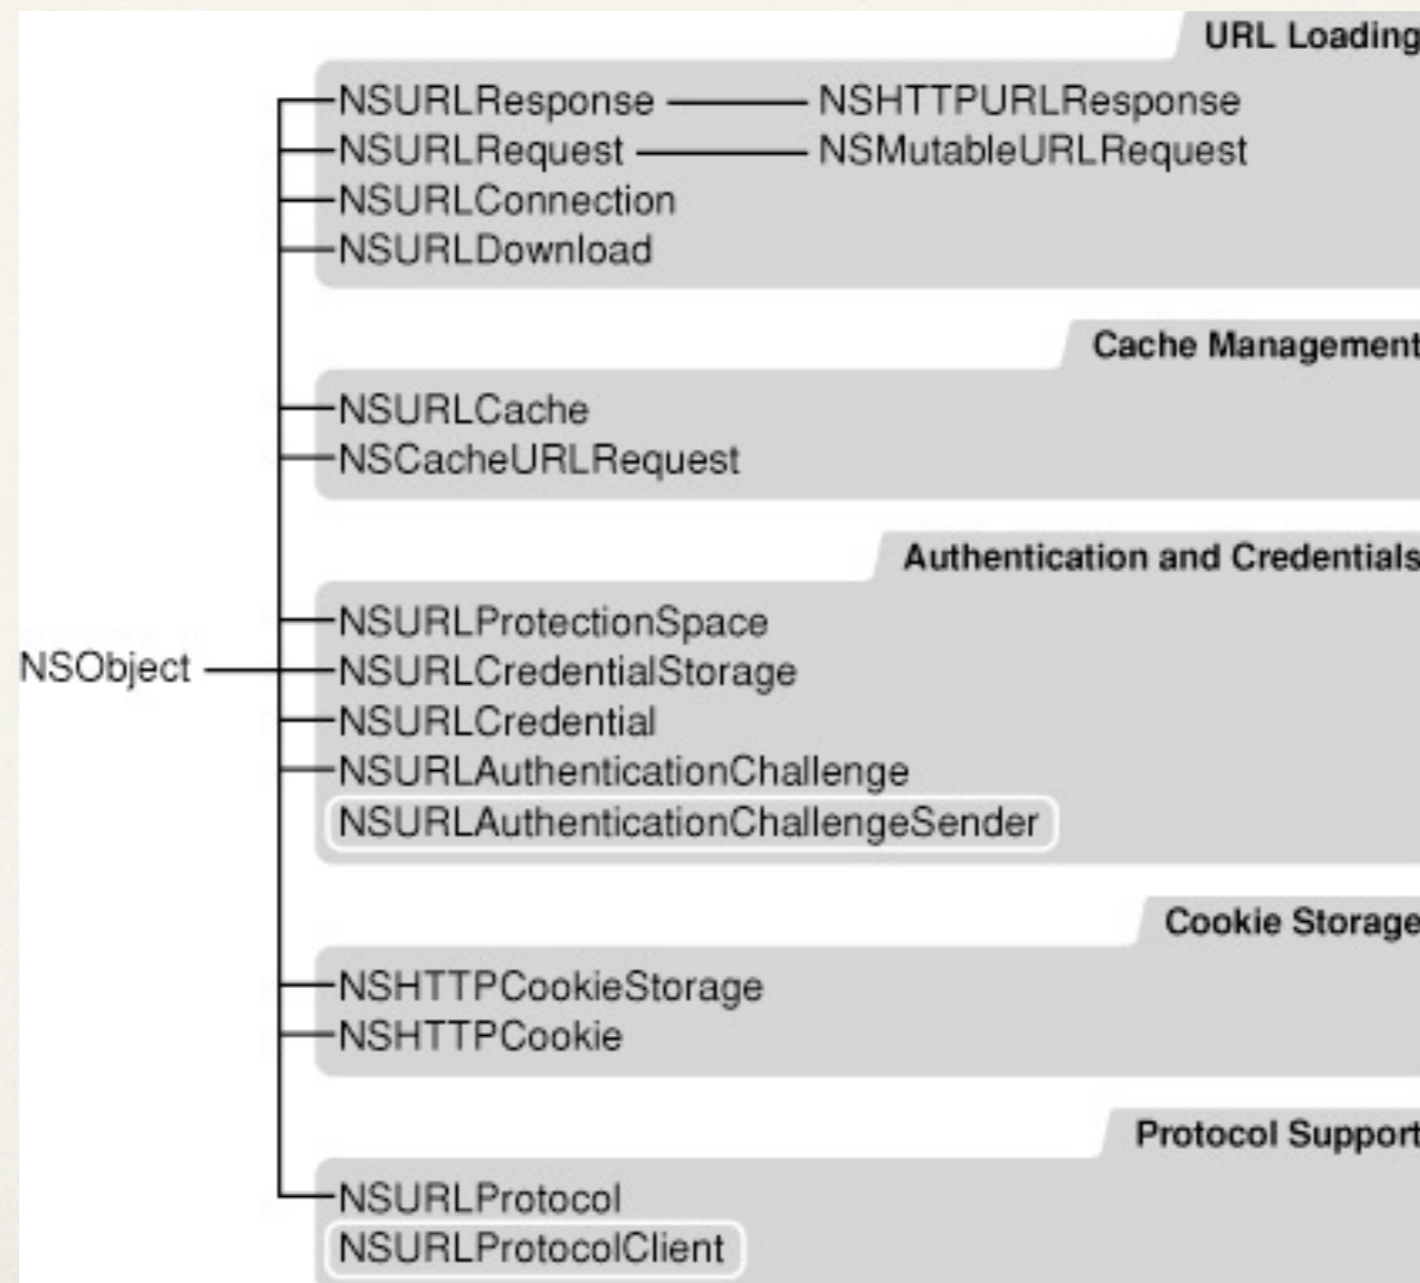 URL Loading
NSURLResponse NSHTTPURLResponse
NSURLRequest NSMutableURLRequest
NSURLConnection
NSURLDownload
Cache Management
NSURLCache
NSCacheURLRequest
Authentication and Credentials
NSURLProtectionSpace
NSObject NSURLCredentialStorage
NSURLCredential
NSURLAuthenticationChallenge
NSURLAuthenticationChallengeSender
Cookie Storage
NSHTTPCookieStorage
NSHTTPCookie
Protocol Support
NSURLProtocol
NSURLProtocolClient